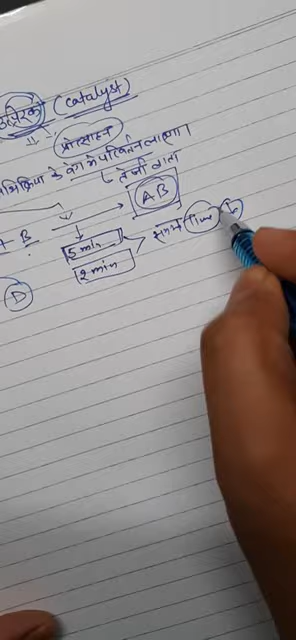 उत्प्रेरक (catalyst)
प्रोत्साहन
अभिक्रिया के वेग में परिवर्तन लाना।
तेजी लाना
+ B → AB
5 min
2 min
समय Time
D